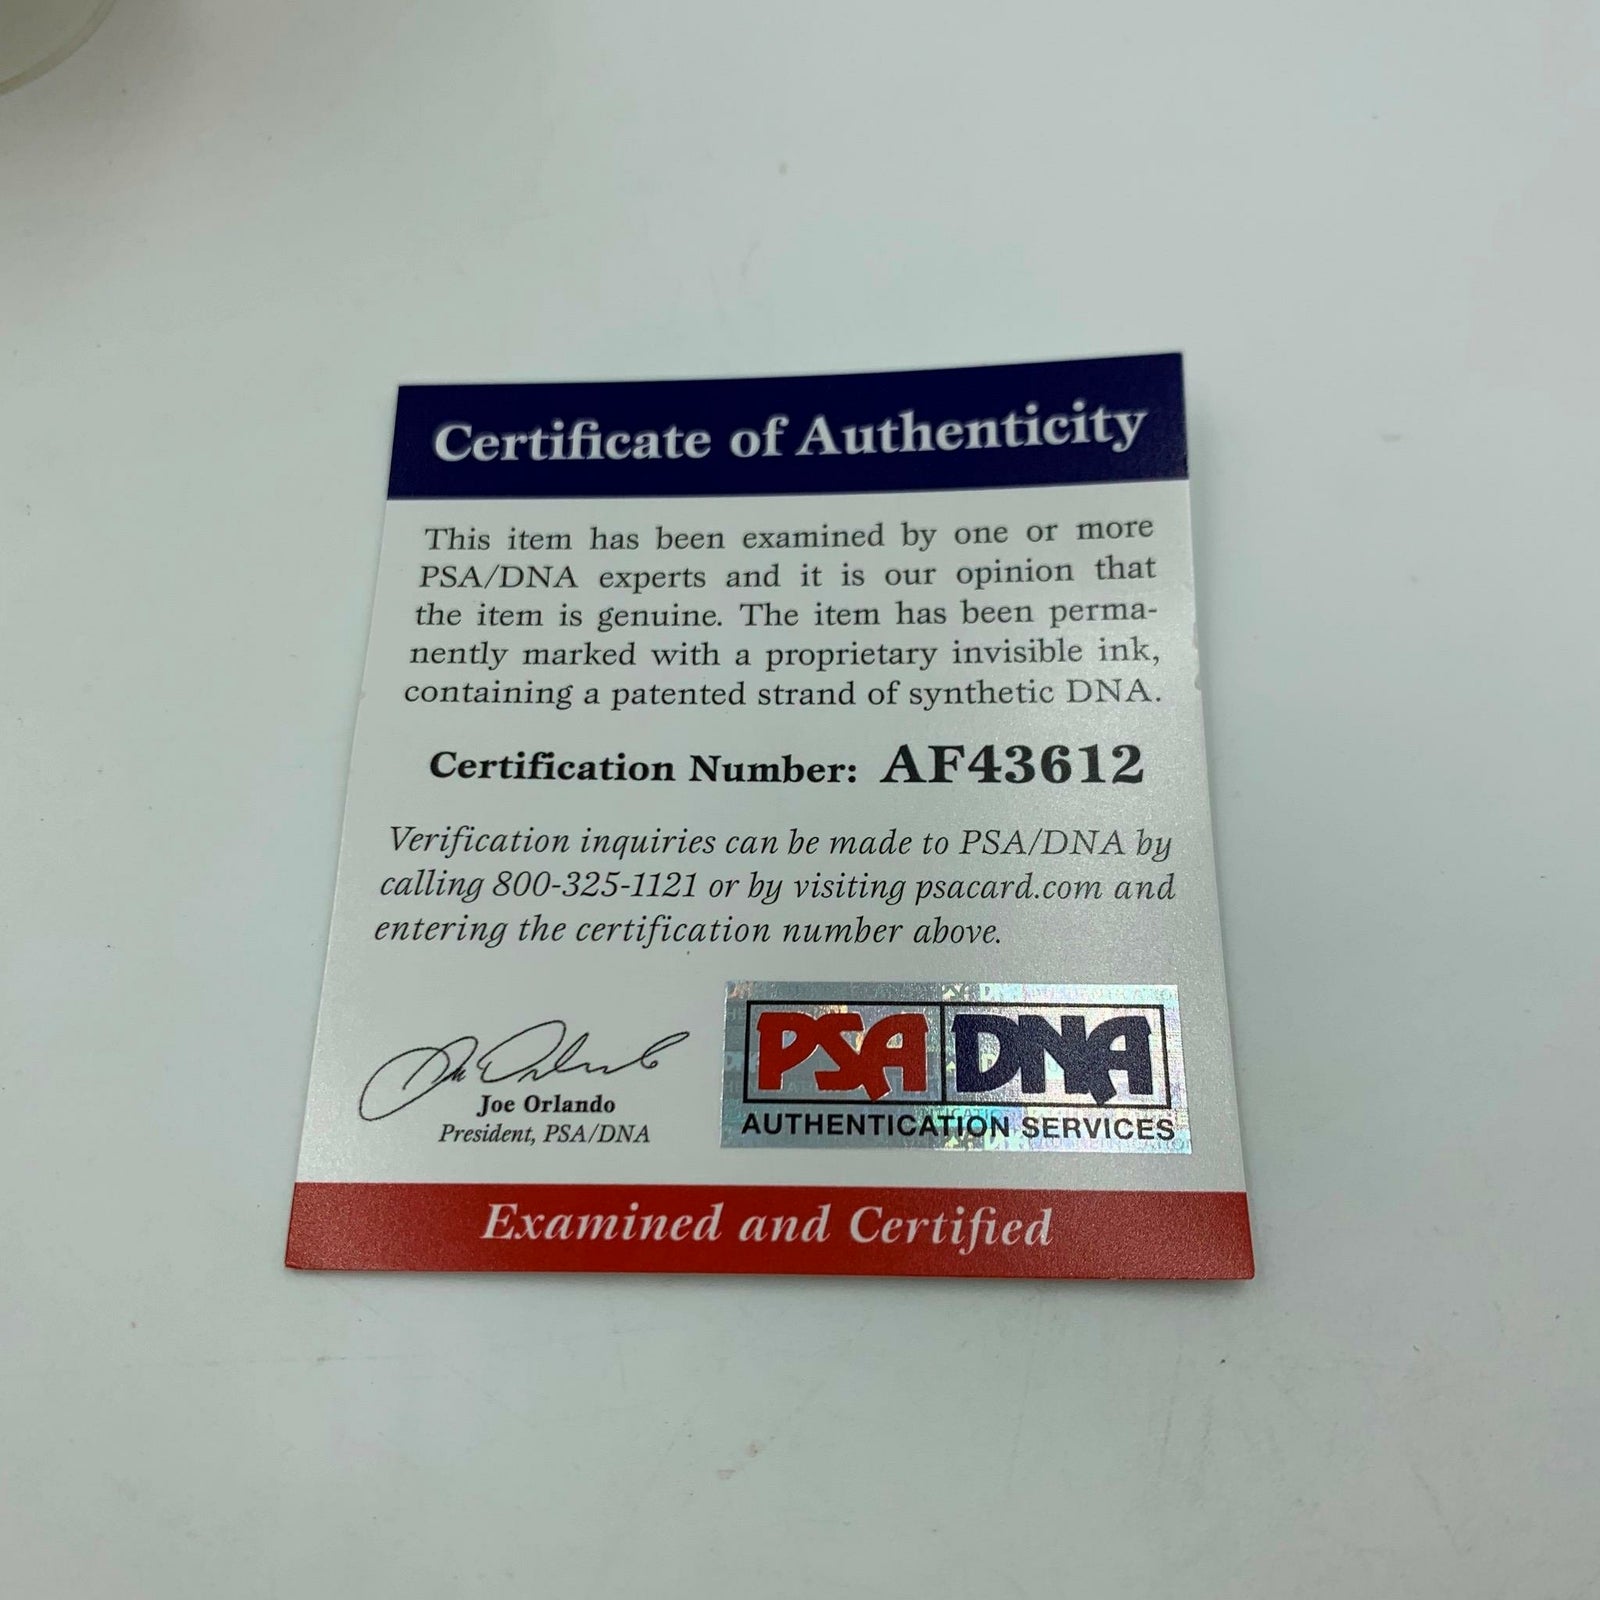 Certificate of Authenticity
This item has been examined by one or more
PSA/DNA experts and it is our opinion that
the item is genuine. The item has been perma-
nently marked with a proprietary invisible ink,
containing a patented strand of synthetic DNA.
Certification Number: AF43612
Verification inquiries can be made to PSA/DNA by
calling 800-325-1121 or by visiting psacard.com and
entering the certification number above.
Joe Orlando
Joe Orlando
President, PSA/DNA
PSA DNA
AUTHENTICATION SERVICES
Examined and Certified